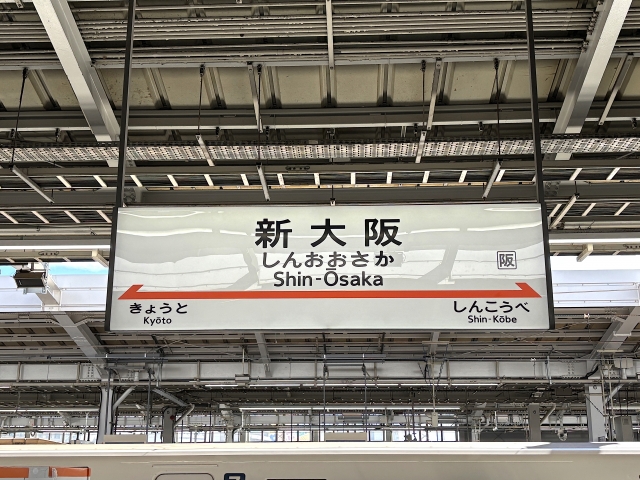 新大阪
しんおおさか
Shin-Ōsaka
阪
きょうと
Kyōto
しんこうべ
Shin-Kōbe
7